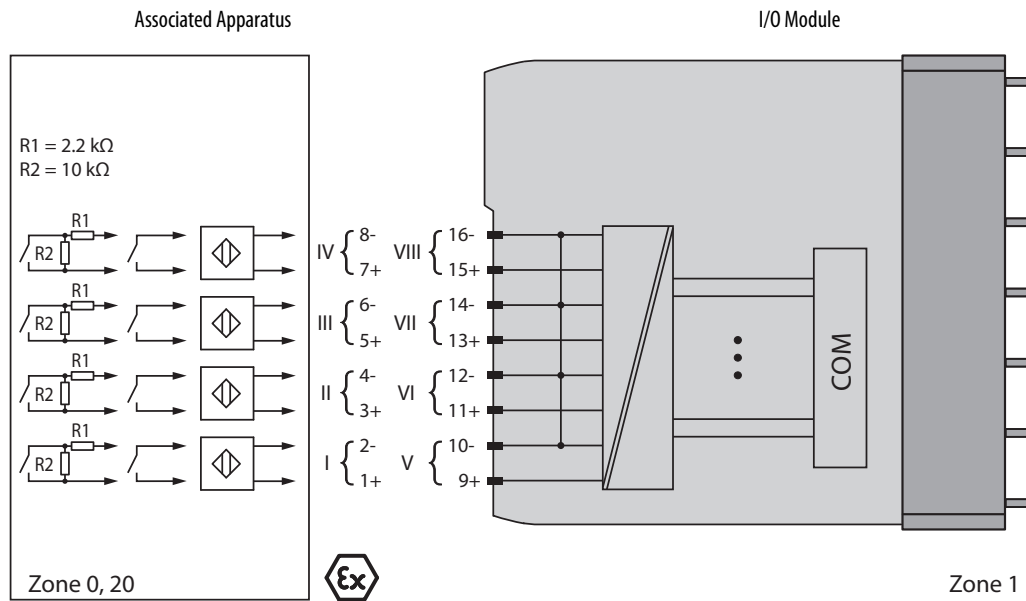 Associated Apparatus
I/O Module
R1 = 2.2 kΩ
R2 = 10 kΩ
R1
R2
IV
8-
7+
VIII
16-
15+
R1
R2
III
6-
5+
VII
14-
13+
R1
R2
II
4-
3+
VI
12-
11+
R1
R2
I
2-
1+
V
10-
9+
COM
Zone 0, 20
Ex
Zone 1